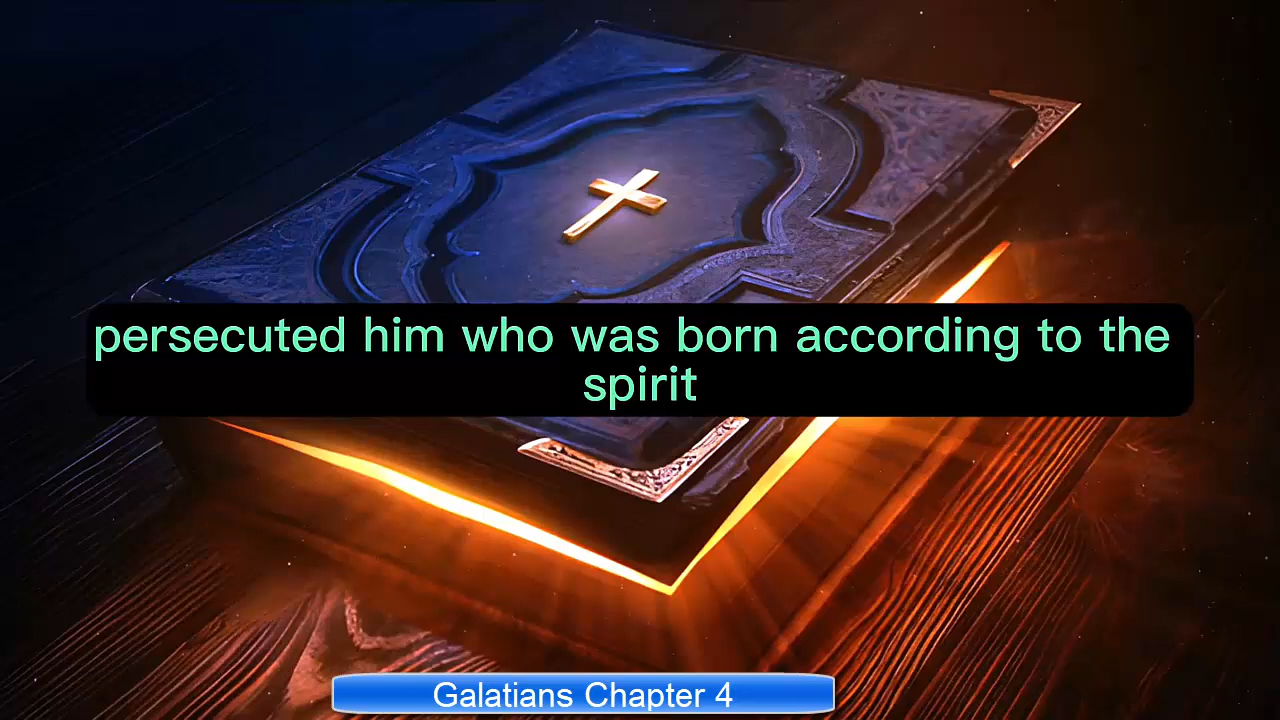 persecuted him who was born according to the
spirit
Galatians Chapter 4